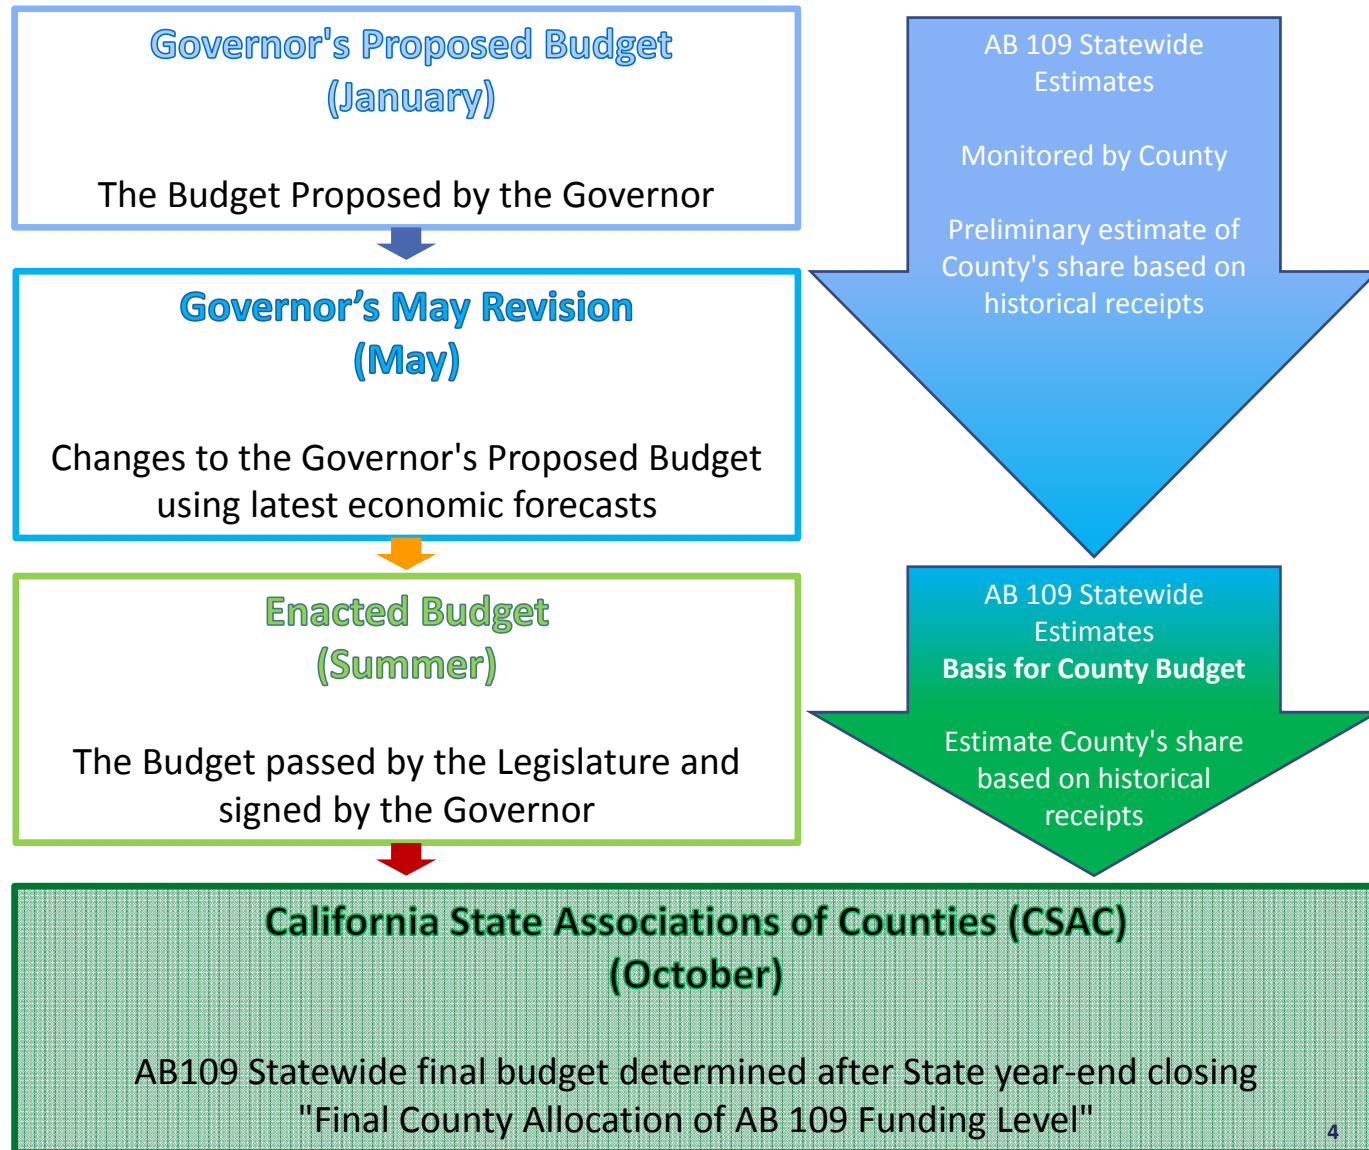 Governor's Proposed Budget
(January)
The Budget Proposed by the Governor
AB 109 Statewide
Estimates
Monitored by County
Preliminary estimate of
County's share based on
historical receipts
Governor’s May Revision
(May)
Changes to the Governor's Proposed Budget
using latest economic forecasts
Enacted Budget
(Summer)
The Budget passed by the Legislature and
signed by the Governor
AB 109 Statewide
Estimates
Basis for County Budget
Estimate County's share
based on historical
receipts
California State Associations of Counties (CSAC)
(October)
AB109 Statewide final budget determined after State year-end closing
"Final County Allocation of AB 109 Funding Level"
4